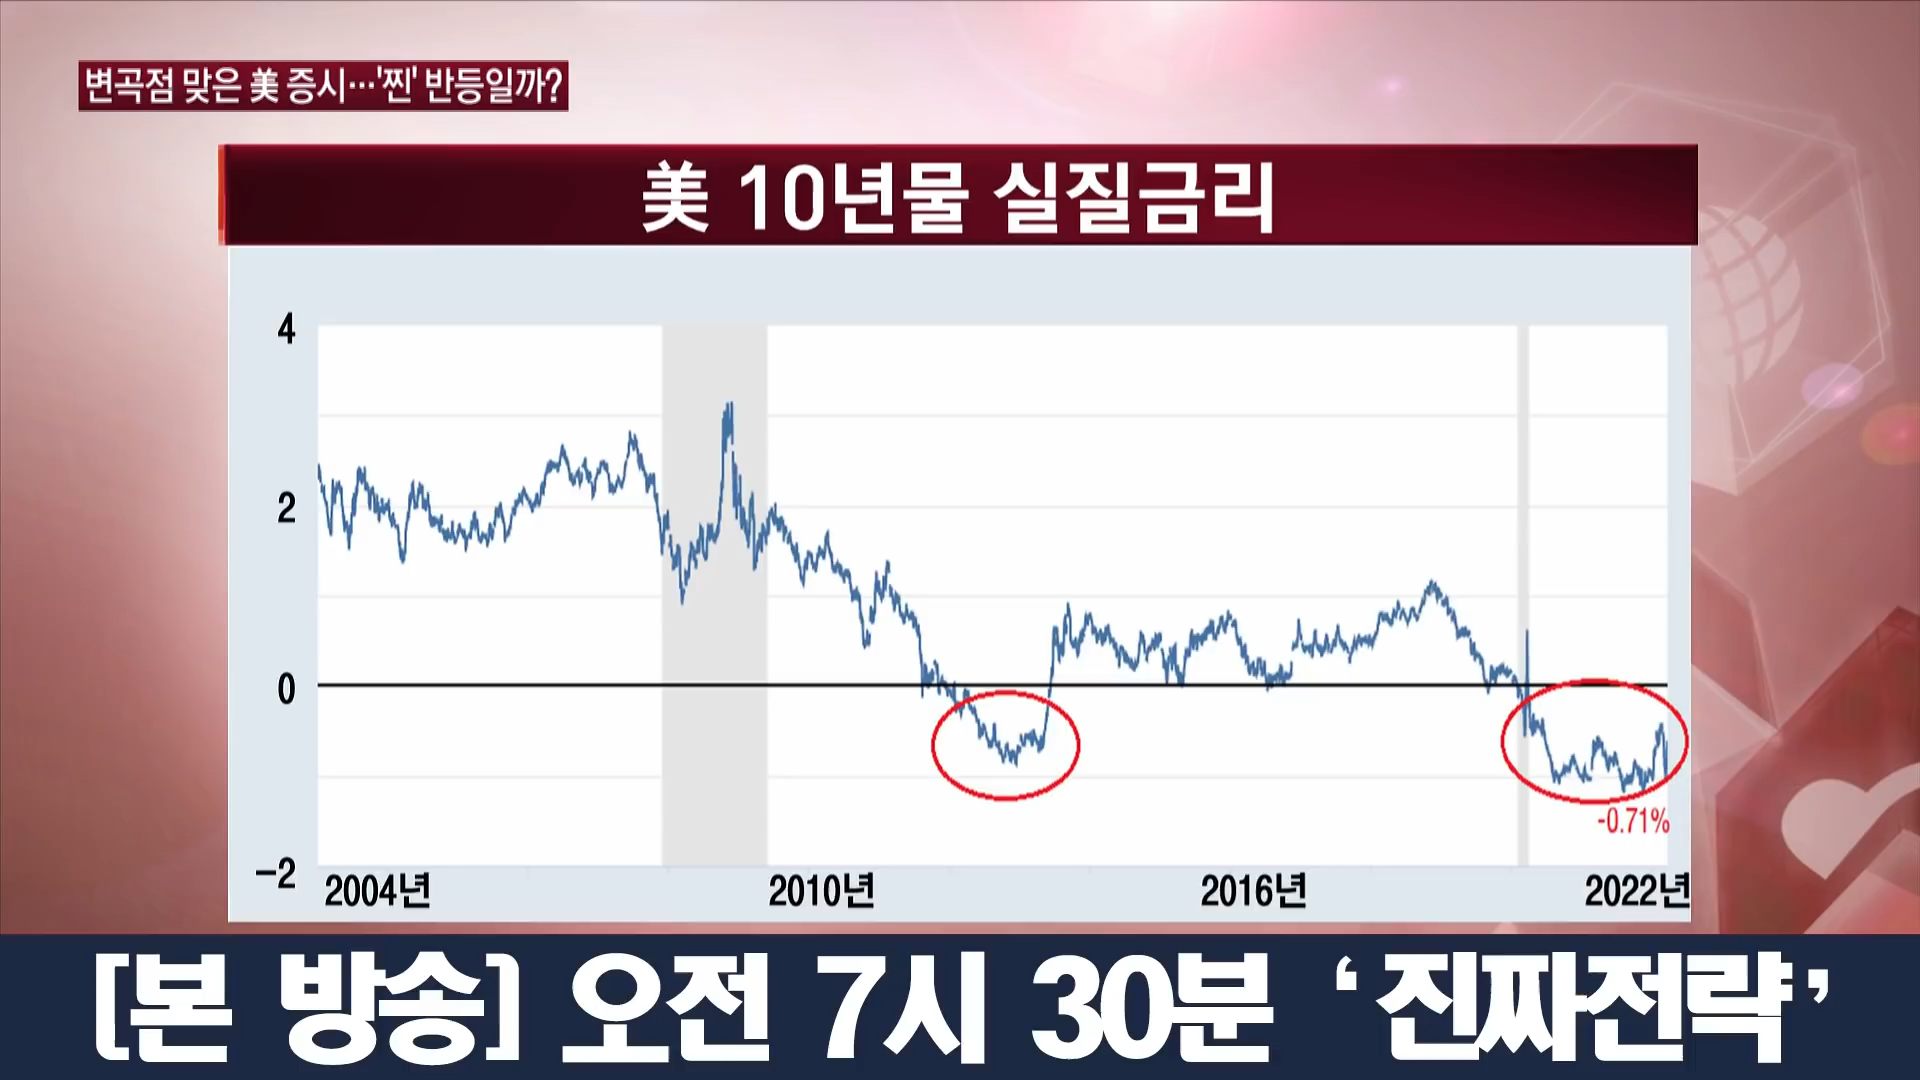 변곡점 맞은 美 증시…'찐' 반등일까?
美 10년물 실질금리
4
2
0
-0.71%
−2
2004년 2010년 2016년 2022년
[본 방송] 오전 7시 30분 ‘진짜전략’